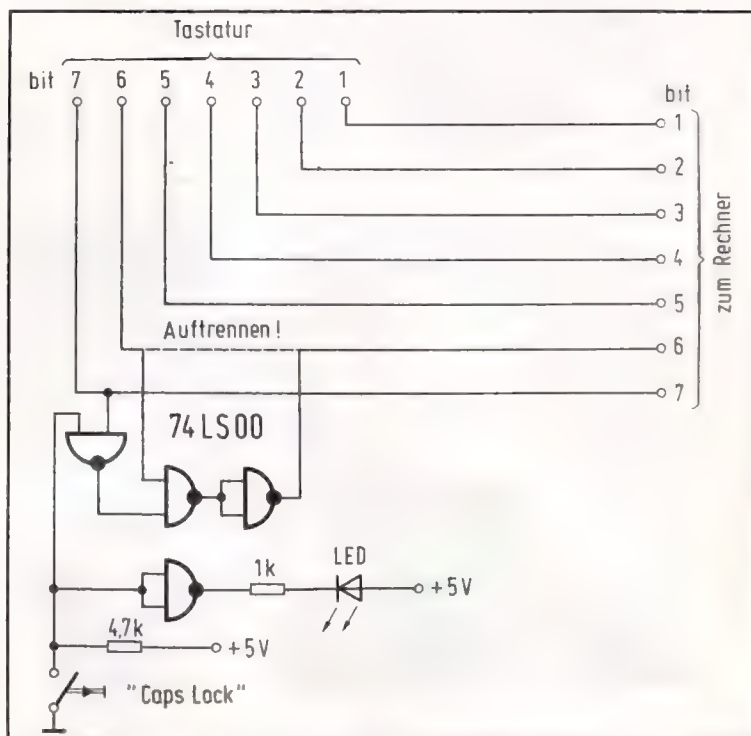 Tastatur
bit 7 6 5 4 3 2 1
bit
1
2
3
4
5
Auftrennen!
6
7
zum Rechner
74LS00
1k
LED
+5V
4,7k
+5V
"Caps Lock"